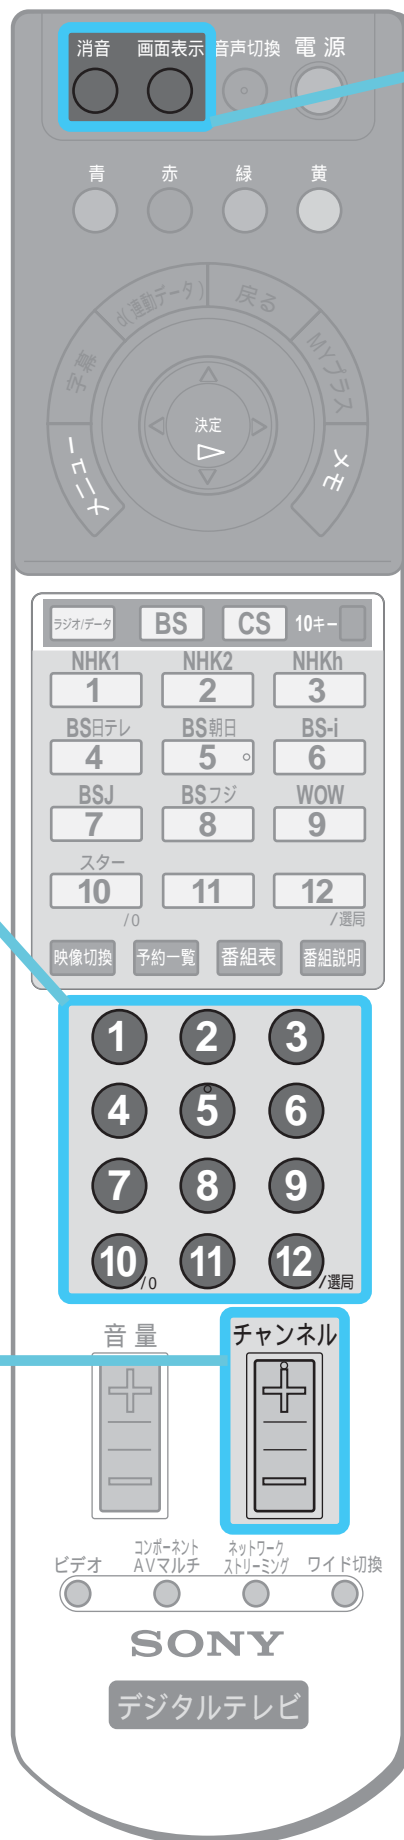 消音 画面表示 音声切換 電源
青 赤 緑 黄
字幕 d(連動データ) 戻る MYプラス
メニュー 決定 メモ
ラジオ/データ BS CS 10キー
NHK1 NHK2 NHKh
1 2 3
BS日テレ BS朝日 BS-i
4 5 6
BSJ BSフジ WOW
7 8 9
スター
10 11 12
/0 /選局
映像切換 予約一覧 番組表 番組説明
1 2 3
4 5 6
7 8 9
10/0 11 12/選局
音量 チャンネル
コンポーネント ネットワーク
ビデオ AVマルチ ストリーミング ワイド切換
SONY
デジタルテレビ